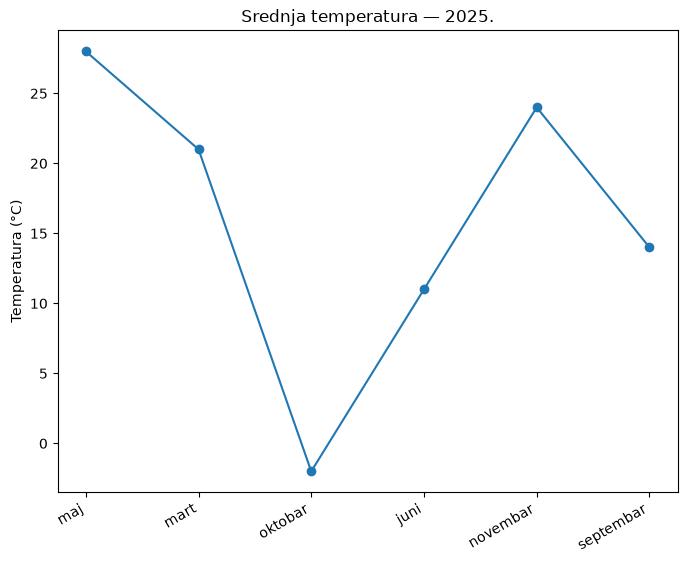 Srednja temperatura — 2025.
Temperatura (°C)
25
20
15
10
5
0
maj
mart
oktobar
juni
novembar
septembar